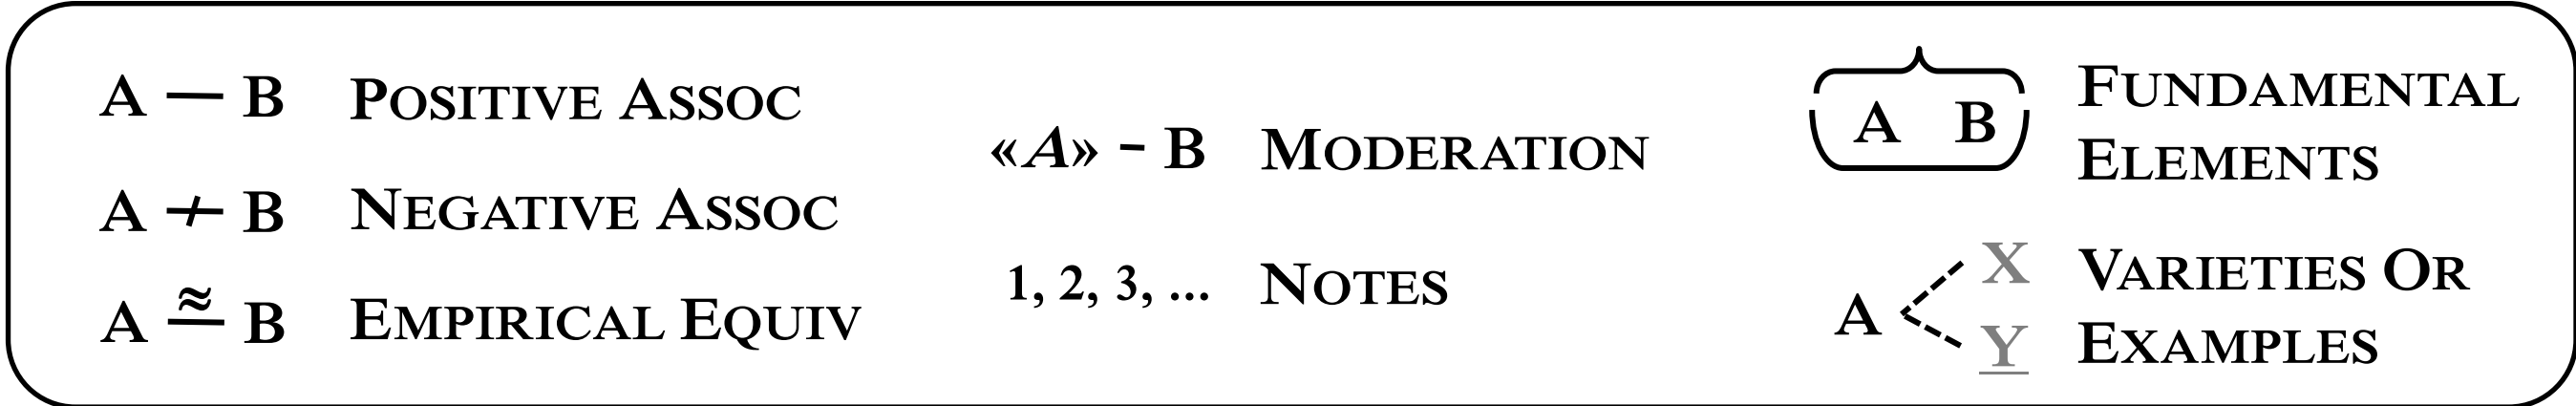 A — B POSITIVE ASSOC
A ⌿ B NEGATIVE ASSOC
A ≈ B EMPIRICAL EQUIV
«A» – B MODERATION
1, 2, 3, ... NOTES
A B FUNDAMENTAL
ELEMENTS
X VARIETIES OR
A
Y EXAMPLES